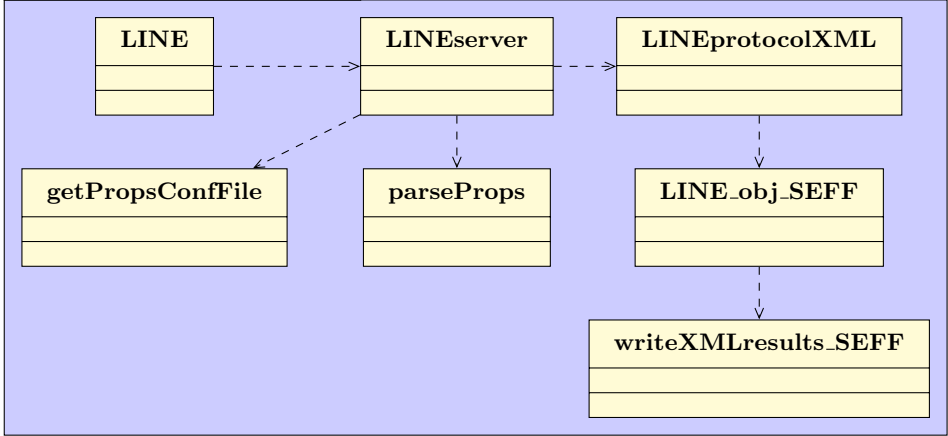 LINE
LINEserver
LINEprotocolXML
getPropsConfFile
parseProps
LINE_obj_SEFF
writeXMLresults_SEFF